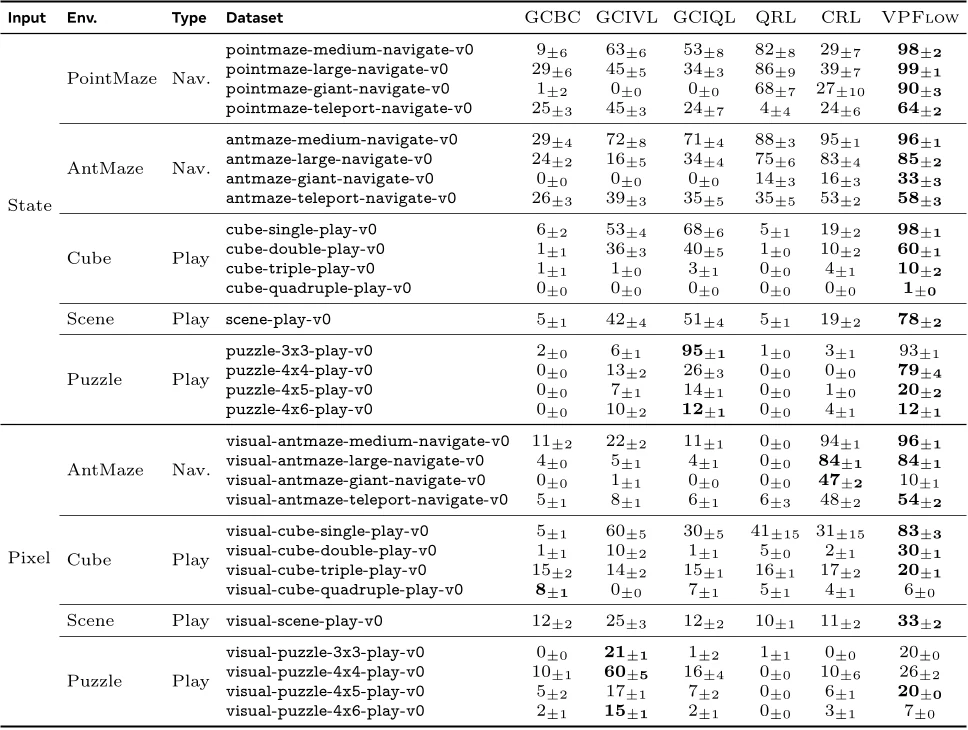 Input Env. Type Dataset GCBC GCIVL GCIQL QRL CRL VPFLOW
pointmaze-medium-navigate-v0 9±6 63±6 53±8 82±8 29±7 98±2
PointMaze Nav. pointmaze-large-navigate-v0 29±6 45±5 34±3 86±9 39±7 99±1
pointmaze-giant-navigate-v0 1±2 0±0 0±0 68±7 27±10 90±3
pointmaze-teleport-navigate-v0 25±3 45±3 24±7 4±4 24±6 64±2
antmaze-medium-navigate-v0 29±4 72±8 71±4 88±3 95±1 96±1
AntMaze Nav. antmaze-large-navigate-v0 24±2 16±5 34±4 75±6 83±4 85±2
antmaze-giant-navigate-v0 0±0 0±0 0±0 14±3 16±3 33±3
State antmaze-teleport-navigate-v0 26±3 39±3 35±5 35±5 53±2 58±3
cube-single-play-v0 6±2 53±4 68±6 5±1 19±2 98±1
Cube Play cube-double-play-v0 1±1 36±3 40±5 1±0 10±2 60±1
cube-triple-play-v0 1±1 1±0 3±1 0±0 4±1 10±2
cube-quadruple-play-v0 0±0 0±0 0±0 0±0 0±0 1±0
Scene Play scene-play-v0 5±1 42±4 51±4 5±1 19±2 78±2
puzzle-3x3-play-v0 2±0 6±1 95±1 1±0 3±1 93±1
Puzzle Play puzzle-4x4-play-v0 0±0 13±2 26±3 0±0 0±0 79±4
puzzle-4x5-play-v0 0±0 7±1 14±1 0±0 1±0 20±2
puzzle-4x6-play-v0 0±0 10±2 12±1 0±0 4±1 12±1
visual-antmaze-medium-navigate-v0 11±2 22±2 11±1 0±0 94±1 96±1
AntMaze Nav. visual-antmaze-large-navigate-v0 4±0 5±1 4±1 0±0 84±1 84±1
visual-antmaze-giant-navigate-v0 0±0 1±1 0±0 0±0 47±2 10±1
visual-antmaze-teleport-navigate-v0 5±1 8±1 6±1 6±3 48±2 54±2
visual-cube-single-play-v0 5±1 60±5 30±5 41±15 31±15 83±3
Pixel Cube Play visual-cube-double-play-v0 1±1 10±2 1±1 5±0 2±1 30±1
visual-cube-triple-play-v0 15±2 14±2 15±1 16±1 17±2 20±1
visual-cube-quadruple-play-v0 8±1 0±0 7±1 5±1 4±1 6±0
Scene Play visual-scene-play-v0 12±2 25±3 12±2 10±1 11±2 33±2
visual-puzzle-3x3-play-v0 0±0 21±1 1±2 1±1 0±0 20±0
Puzzle Play visual-puzzle-4x4-play-v0 10±1 60±5 16±4 0±0 10±6 26±2
visual-puzzle-4x5-play-v0 5±2 17±1 7±2 0±0 6±1 20±0
visual-puzzle-4x6-play-v0 2±1 15±1 2±1 0±0 3±1 7±0